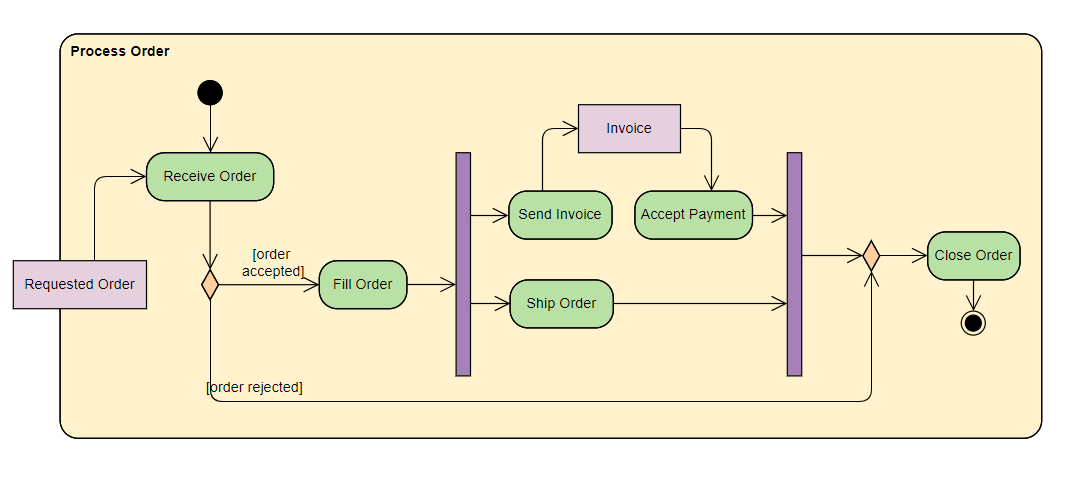 Process Order
Invoice
Receive Order
Send Invoice
Accept Payment
[order
accepted]
Close Order
Requested Order
Fill Order
Ship Order
[order rejected]